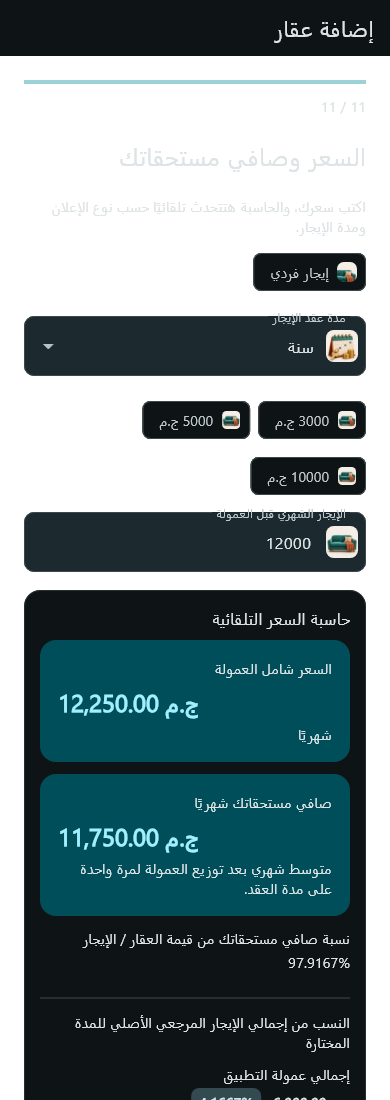 إضافة عقار
11 / 11
السعر وصافي مستحقاتك
اكتب سعرك، والحاسبة هتتحدث تلقائيًا حسب نوع الإعلان
ومدة الإيجار.
إيجار فردي
مدة عقد الإيجار
سنة
3000 ج.م
5000 ج.م
10000 ج.م
الإيجار الشهري قبل العمولة
12000
حاسبة السعر التلقائية
السعر شامل العمولة
12,250.00 ج.م
شهريًا
صافي مستحقاتك شهريًا
11,750.00 ج.م
متوسط شهري بعد توزيع العمولة لمرة واحدة
على مدة العقد.
نسبة صافي مستحقاتك من قيمة العقار / الإيجار
97.9167%
النسب من إجمالي الإيجار المرجعي الأصلي للمدة
المختارة
إجمالي عمولة التطبيق